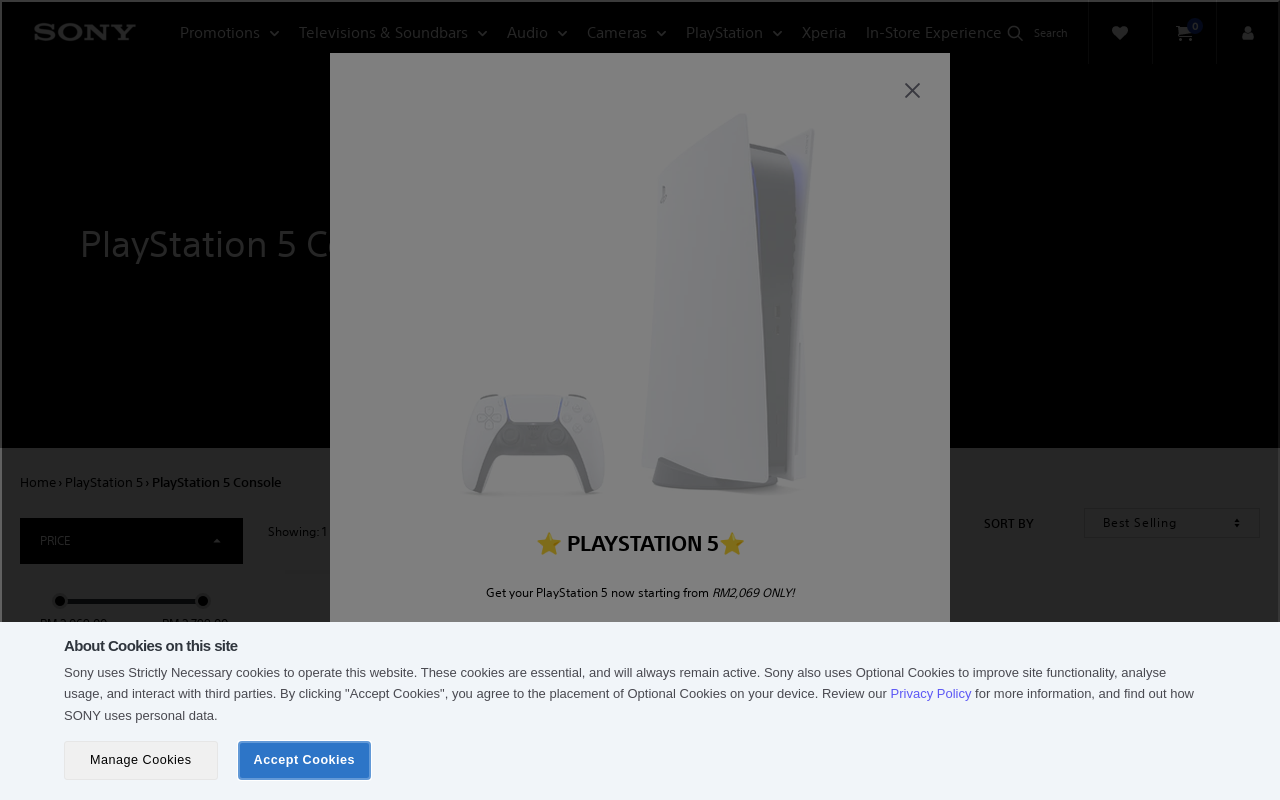 SONY
Promotions
Televisions & Soundbars
Audio
Cameras
PlayStation
Xperia
In-Store Experience
Search
0
PlayStation 5 Co
Home › PlayStation 5 › PlayStation 5 Console
PRICE
Showing: 1
SORT BY
Best Selling
⭐ PLAYSTATION 5⭐
Get your PlayStation 5 now starting from RM2,069 ONLY!
About Cookies on this site
Sony uses Strictly Necessary cookies to operate this website. These cookies are essential, and will always remain active. Sony also uses Optional Cookies to improve site functionality, analyse
usage, and interact with third parties. By clicking "Accept Cookies", you agree to the placement of Optional Cookies on your device. Review our Privacy Policy for more information, and find out how
SONY uses personal data.
Manage Cookies
Accept Cookies